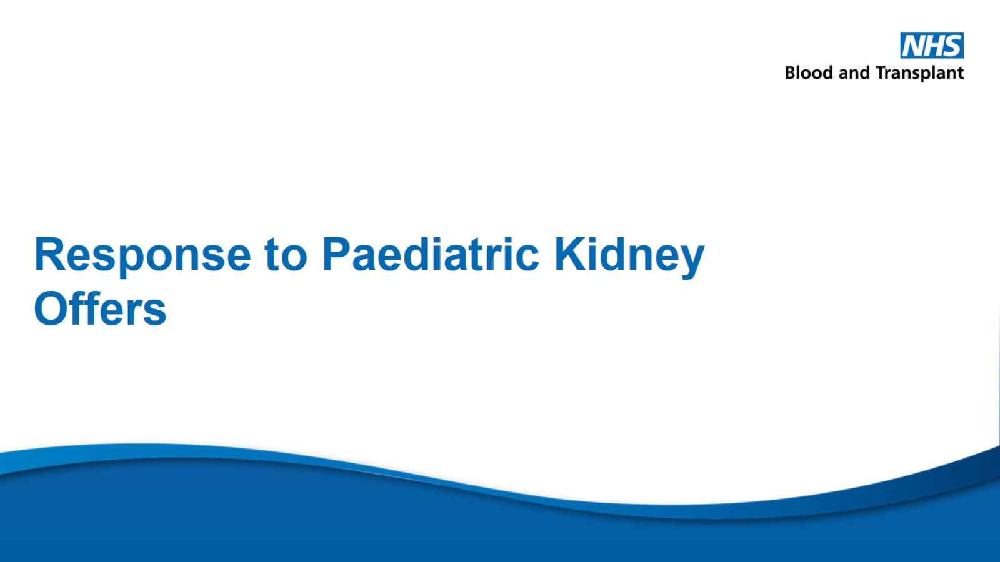 NHS
Blood and Transplant
Response to Paediatric Kidney
Offers